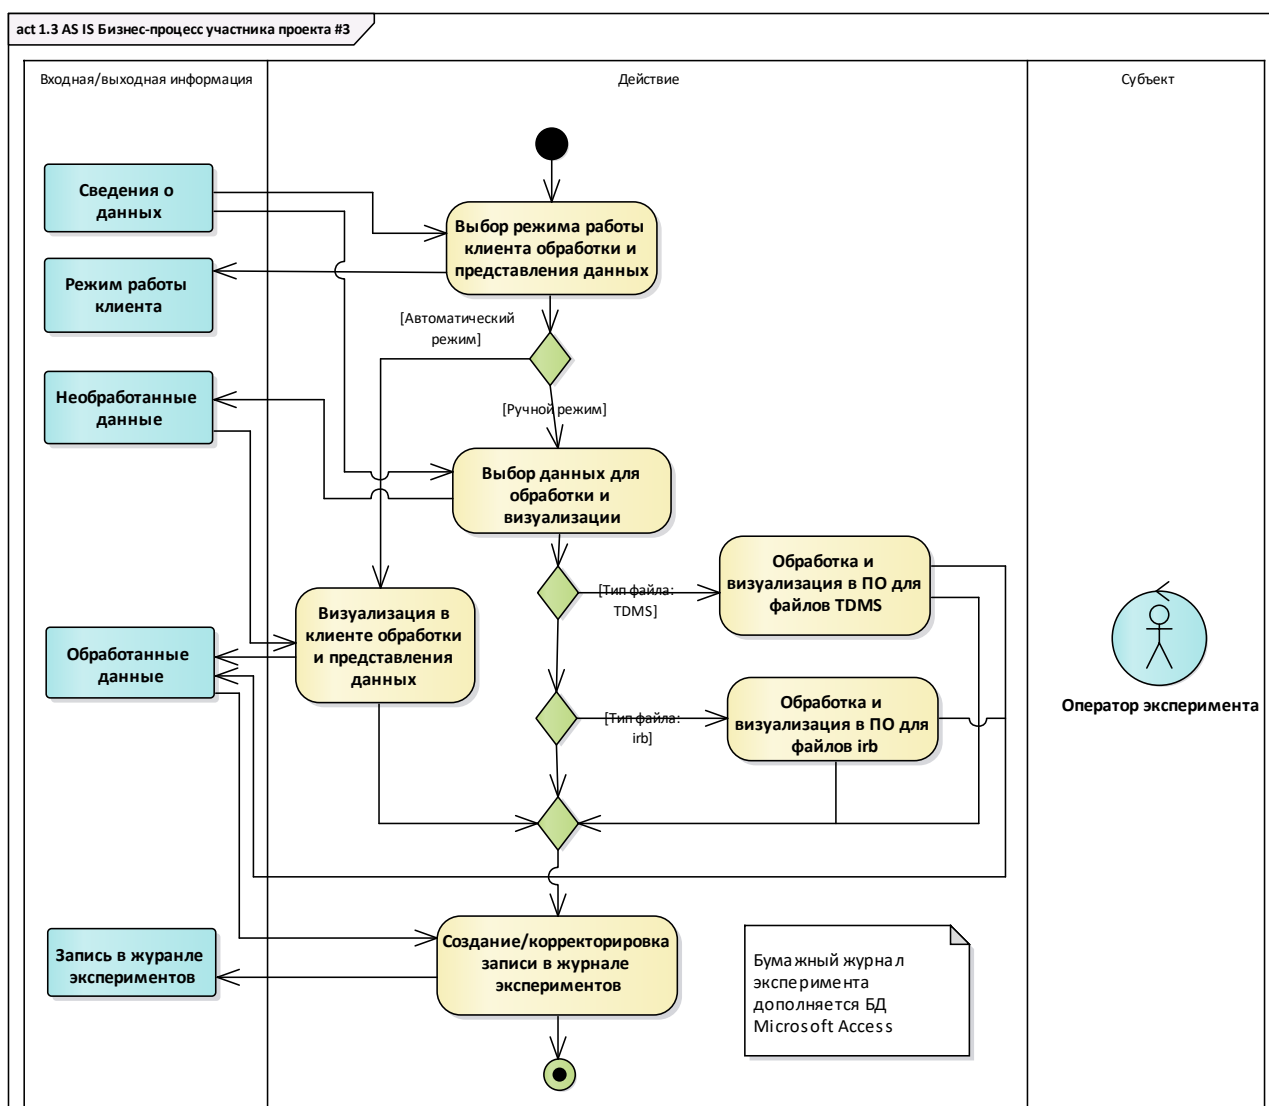 act 1.3 AS IS Бизнес-процесс участника проекта #3
Входная/выходная информация
Действие
Субъект
Сведения о
данных
Выбор режима работы
клиента обработки и
представления данных
Режим работы
клиента
[Автоматический
режим]
Необработанные
данные
[Ручной режим]
Выбор данных для
обработки и
визуализации
Обработка и
визуализация в ПО для
файлов TDMS
[Тип файла:
TDMS]
Визуализация в
клиенте обработки
и представления
данных
Обработанные
данные
Оператор эксперимента
Обработка и
визуализация в ПО для
файлов irb
[Тип файла:
irb]
Запись в журанле
экспериментов
Создание/корректорировка
записи в журнале
экспериментов
Бумажный журнал
эксперимента
дополняется БД
Microsoft Access